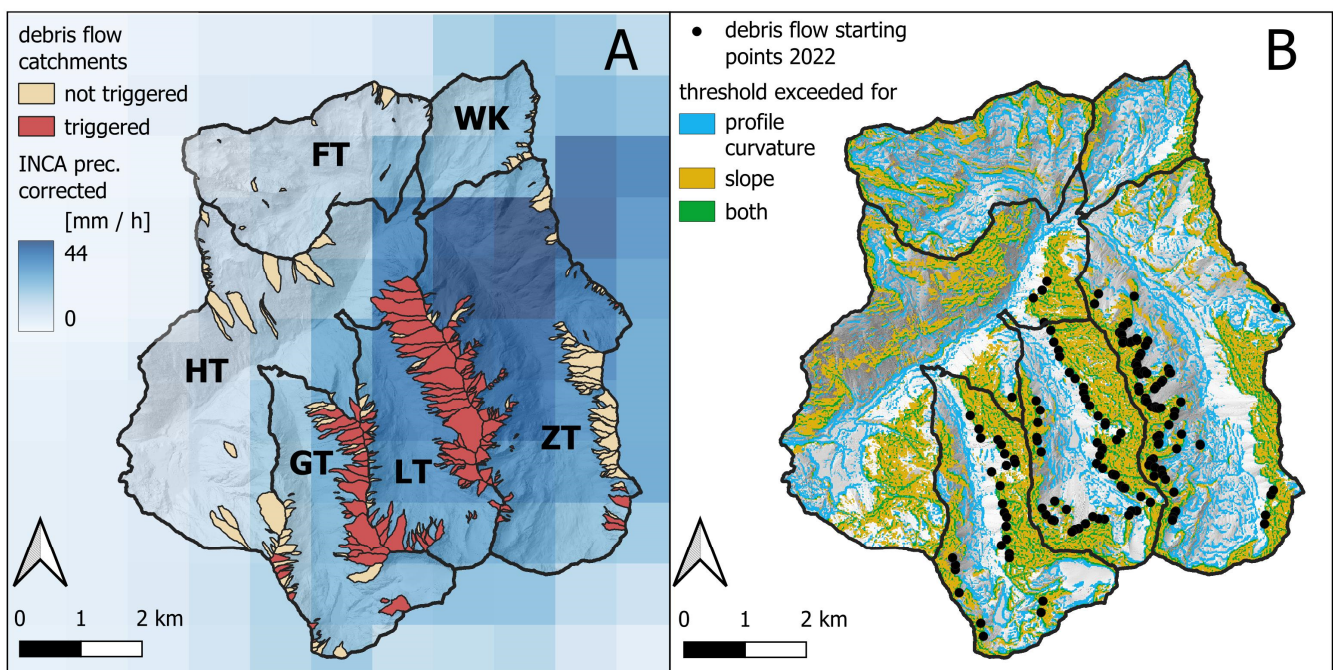 debris flow
catchments
not triggered
triggered
INCA prec.
corrected
[mm / h]
44
0
A
WK
FT
HT
GT
LT
ZT
0 1 2 km
debris flow starting
points 2022
B
threshold exceeded for
profile
curvature
slope
both
0 1 2 km